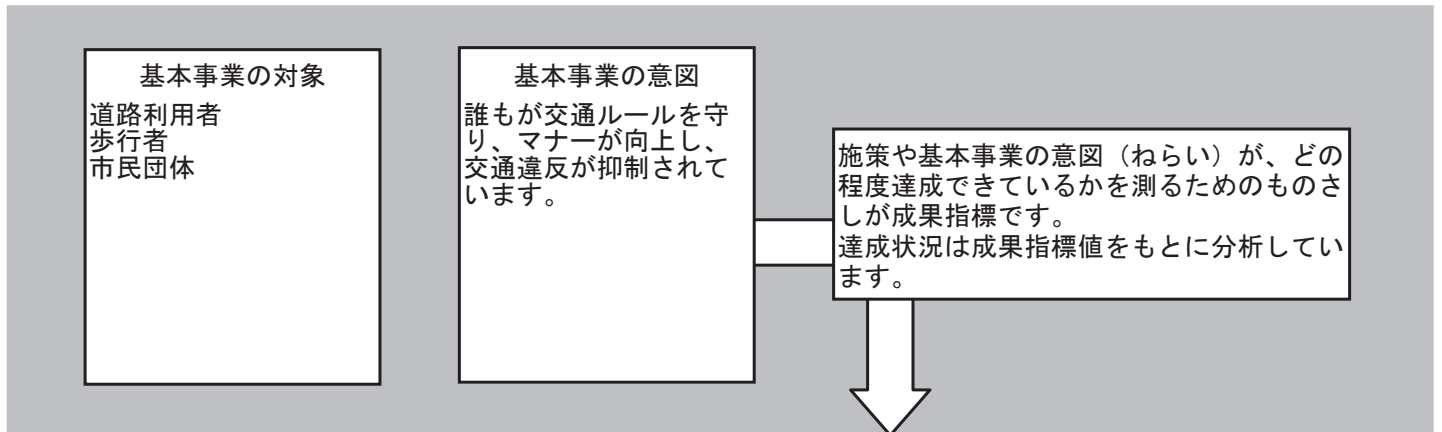 基本事業の対象
道路利用者
歩行者
市民団体
基本事業の意図
誰もが交通ルールを守
り、マナーが向上し、
交通違反が抑制されて
います。
施策や基本事業の意図（ねらい）が、どの
程度達成できているかを測るためのものさ
しが成果指標です。
達成状況は成果指標値をもとに分析してい
ます。